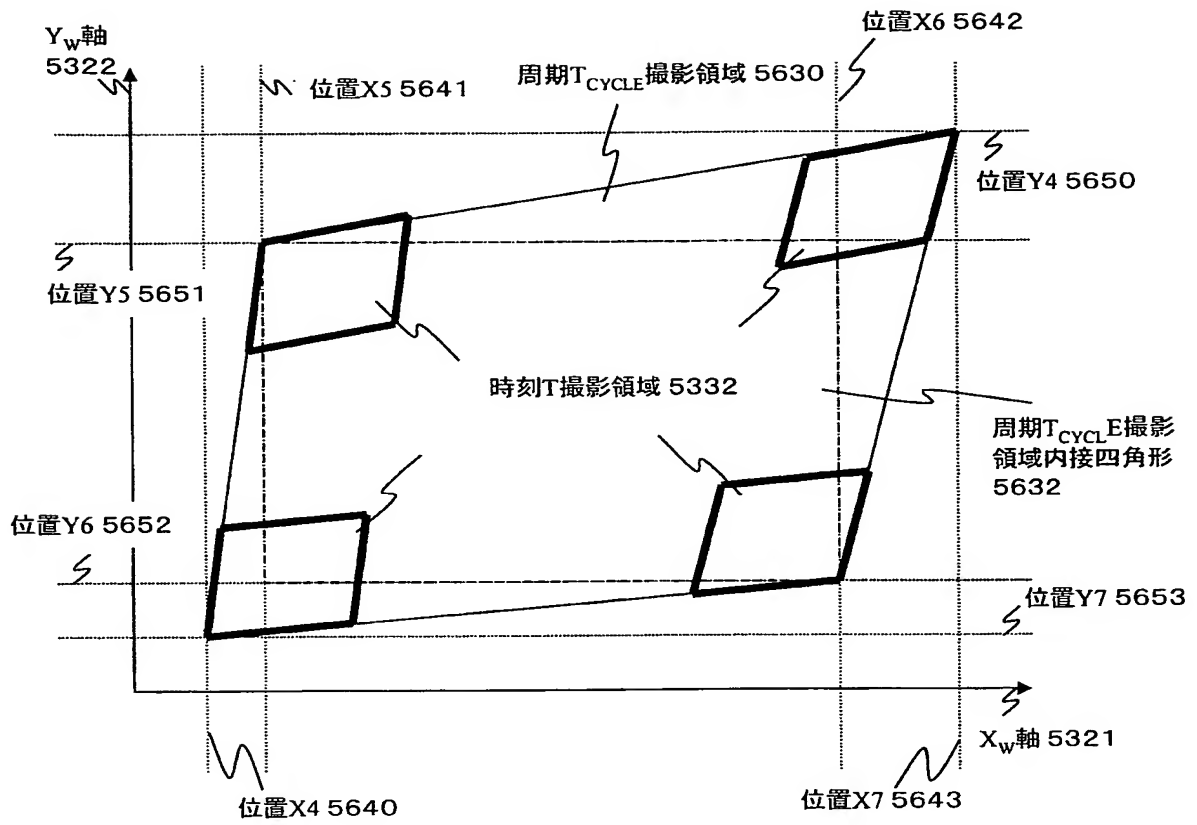 位置X6 5642
Y_W軸
5322
周期T_CYCLE撮影領域 5630
位置X5 5641
位置Y4 5650
位置Y5 5651
時刻T撮影領域 5332
周期T_CYCLE撮影
領域内接四角形
5632
位置Y6 5652
位置Y7 5653
X_W軸 5321
位置X4 5640
位置X7 5643